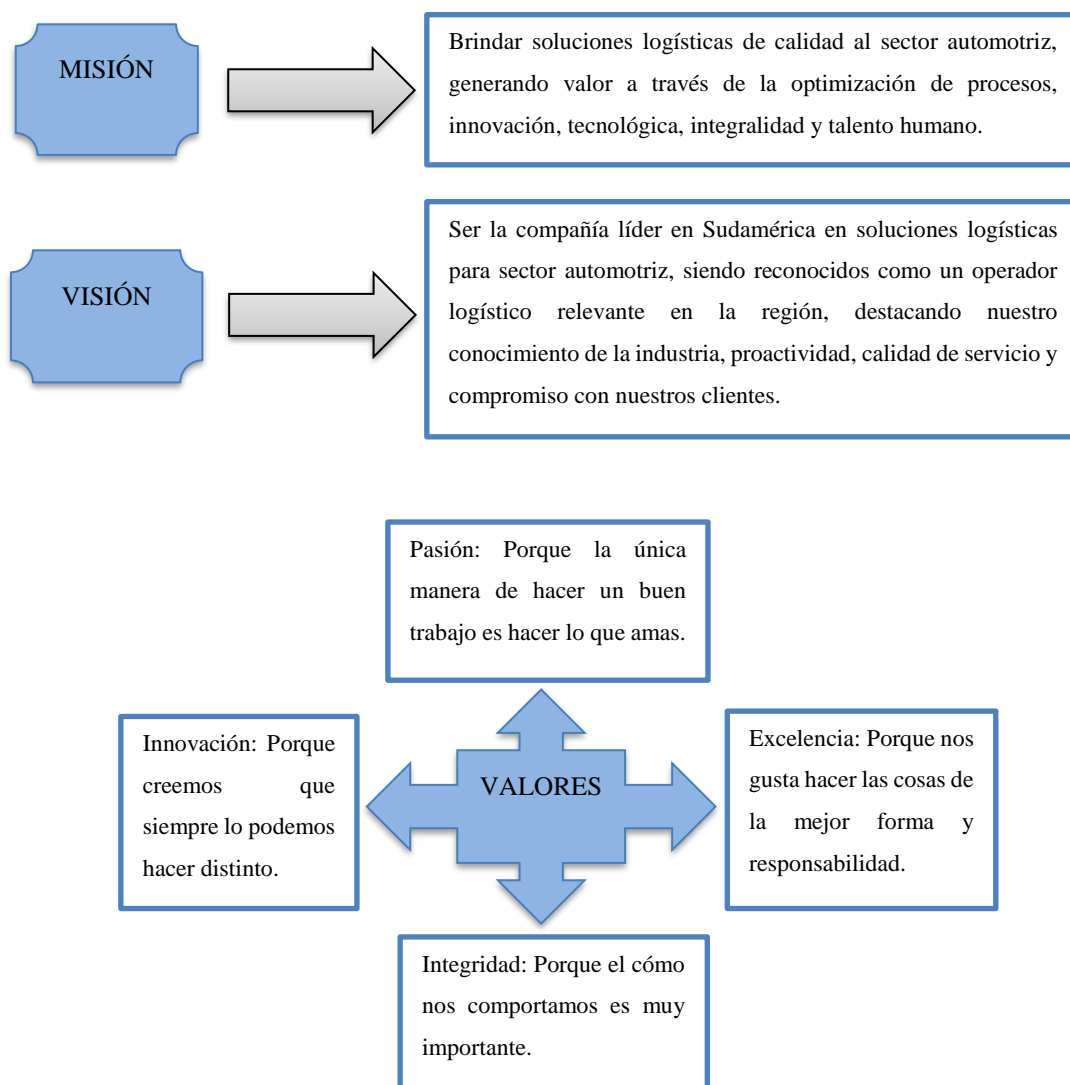 MISIÓN
Brindar soluciones logísticas de calidad al sector automotriz,
generando valor a través de la optimización de procesos,
innovación, tecnológica, integralidad y talento humano.
VISIÓN
Ser la compañía líder en Sudamérica en soluciones logísticas
para sector automotriz, siendo reconocidos como un operador
logístico relevante en la región, destacando nuestro
conocimiento de la industria, proactividad, calidad de servicio y
compromiso con nuestros clientes.
Pasión: Porque la única
manera de hacer un buen
trabajo es hacer lo que amas.
Innovación: Porque
creemos que
siempre lo podemos
hacer distinto.
VALORES
Excelencia: Porque nos
gusta hacer las cosas de
la mejor forma y
responsabilidad.
Integridad: Porque el cómo
nos comportamos es muy
importante.